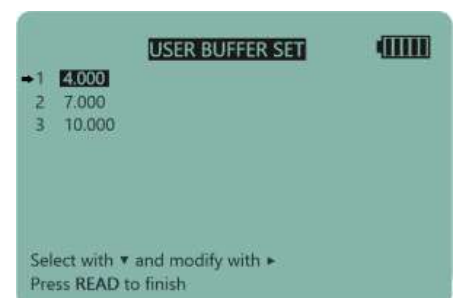 USER BUFFER SET
➡1 4.000
2 7.000
3 10.000
Select with ▼ and modify with ►
Press READ to finish